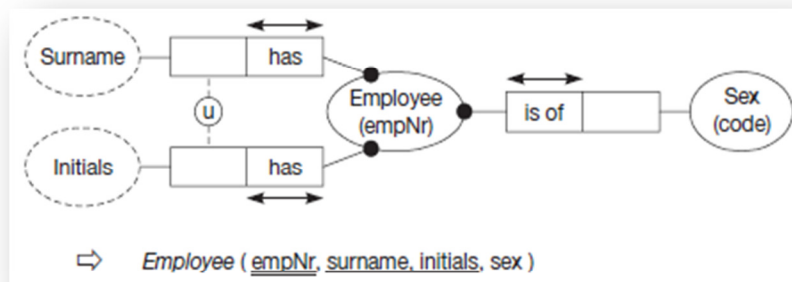 Surname
has
Employee
(empNr)
is of
Sex
(code)
u
Initials
has
⇨ Employee ( empNr, surname, initials, sex )